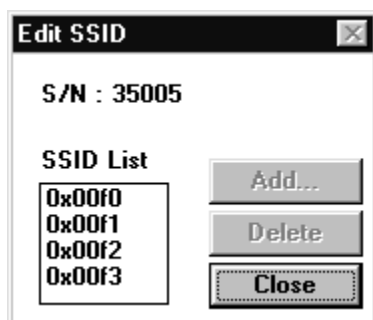 Edit SSID
S/N : 35005
SSID List
0x00f0
0x00f1
0x00f2
0x00f3
Add...
Delete
Close